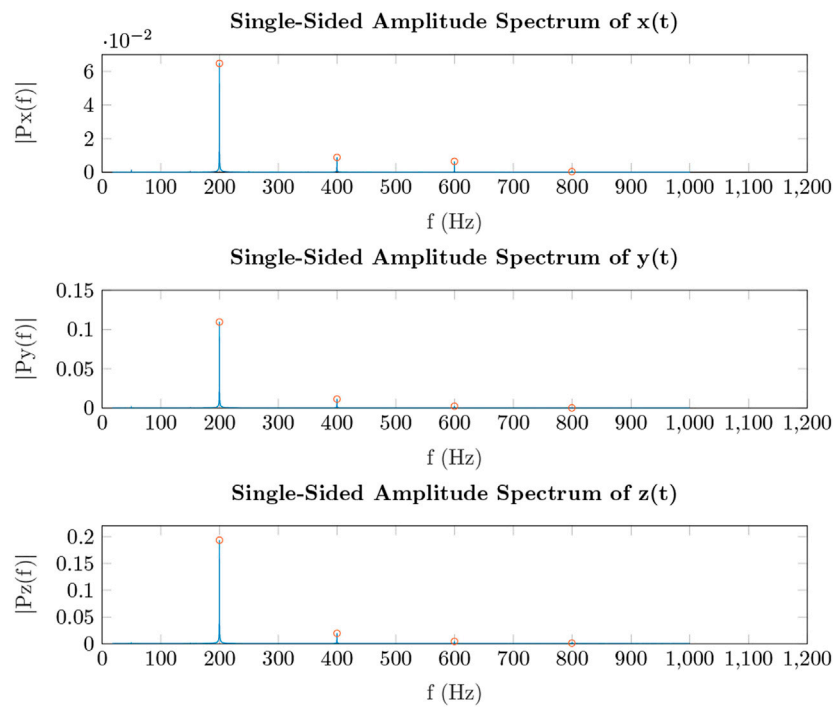 Single-Sided Amplitude Spectrum of x(t)
·10−2
|Px(f)|
6
4
2
0
0 100 200 300 400 500 600 700 800 900 1,000 1,100 1,200
f (Hz)
Single-Sided Amplitude Spectrum of y(t)
|Py(f)|
0.15
0.1
0.05
0
0 100 200 300 400 500 600 700 800 900 1,000 1,100 1,200
f (Hz)
Single-Sided Amplitude Spectrum of z(t)
|Pz(f)|
0.2
0.15
0.1
0.05
0
0 100 200 300 400 500 600 700 800 900 1,000 1,100 1,200
f (Hz)